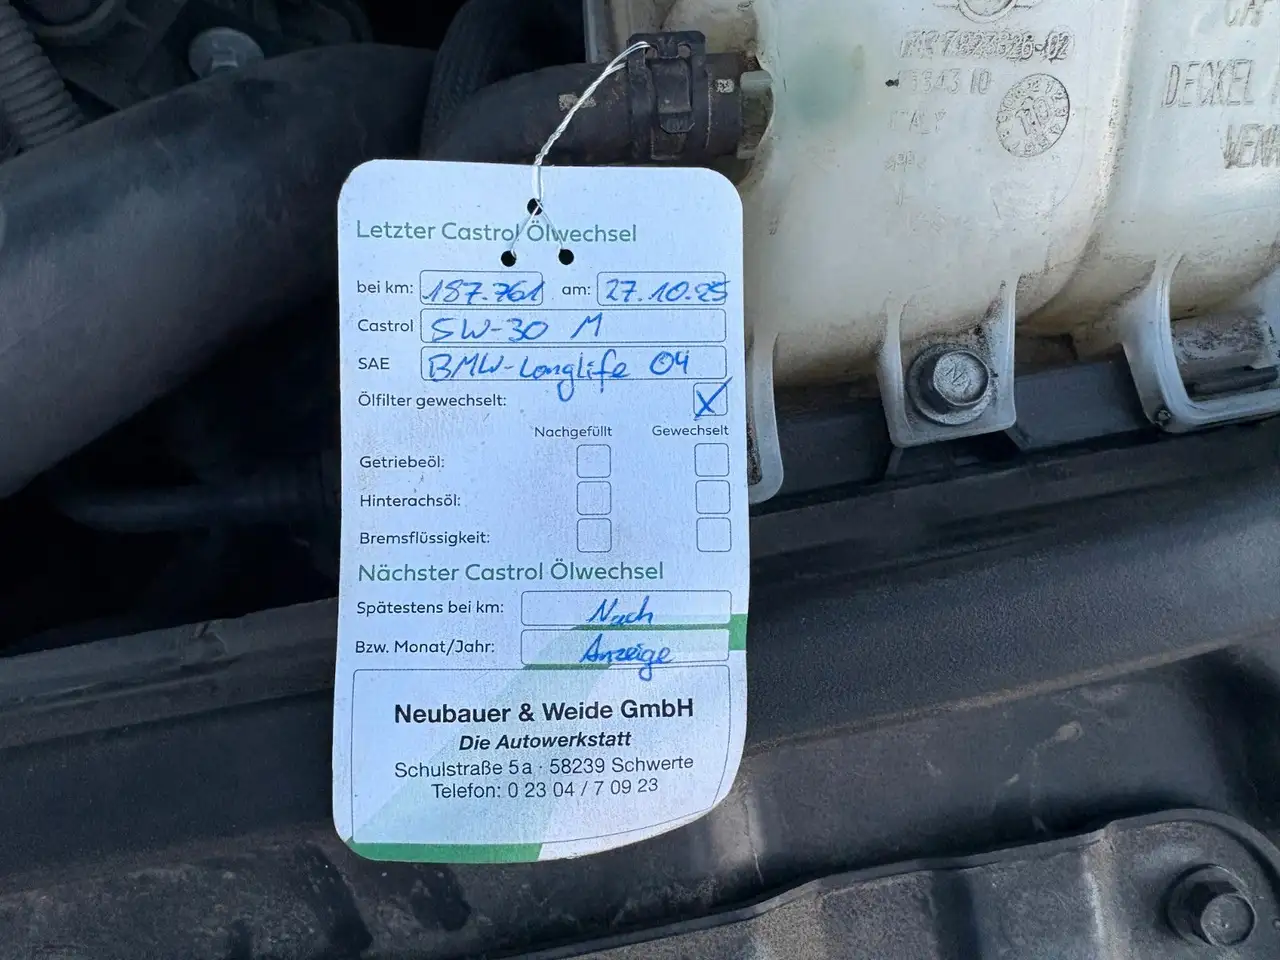 Letzter Castrol Ölwechsel
bei km: 187.761 am: 27.10.25
Castrol 5W-30 M
SAE BMW-Longlife 04
Ölfilter gewechselt: X
Nachgefüllt Gewechselt
Getriebeöl:
Hinterachsöl:
Bremsflüssigkeit:
Nächster Castrol Ölwechsel
Spätestens bei km: Nach
Bzw. Monat/Jahr: Anzeige
Neubauer & Weide GmbH
Die Autowerkstatt
Schulstraße 5a · 58239 Schwerte
Telefon: 0 23 04 / 7 09 23
ITALY
DECKEL